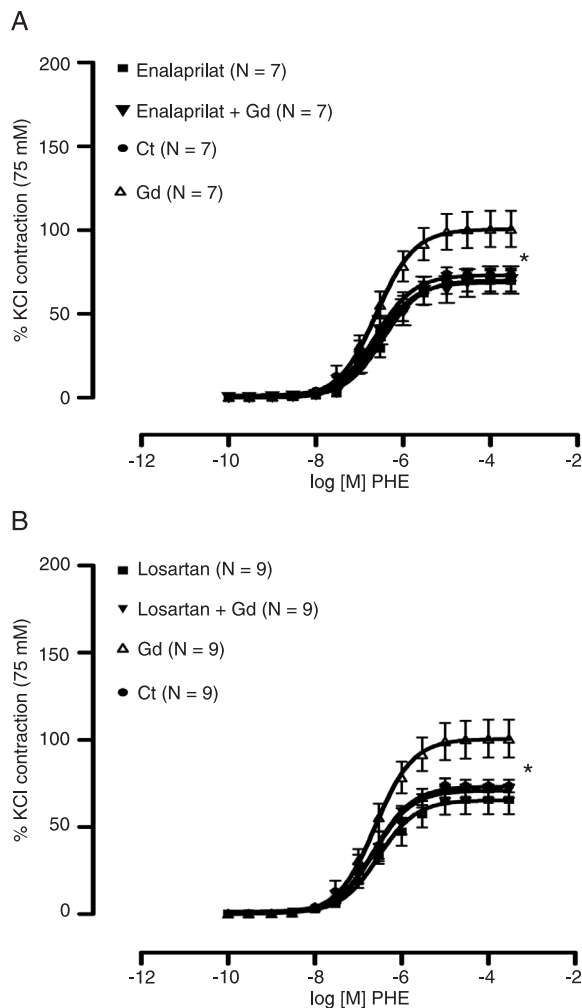 A
200
150
100
50
0
% KCl contraction (75 mM)
Enalaprilat (N = 7)
Enalaprilat + Gd (N = 7)
Ct (N = 7)
Gd (N = 7)
*
-12 -10 -8 -6 -4 -2
log [M] PHE
B
200
150
100
50
0
% KCl contraction (75 mM)
Losartan (N = 9)
Losartan + Gd (N = 9)
Gd (N = 9)
Ct (N = 9)
*
-12 -10 -8 -6 -4 -2
log [M] PHE